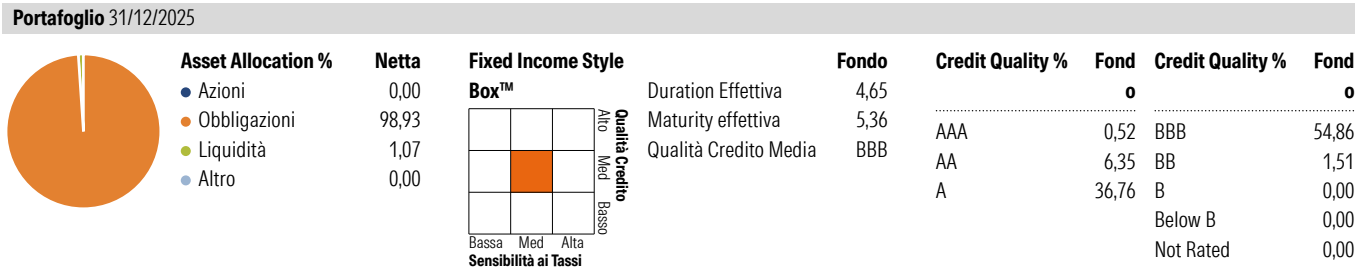 Portafoglio 31/12/2025
Asset Allocation % Netta
Azioni 0,00
Obbligazioni 98,93
Liquidità 1,07
Altro 0,00
Fixed Income Style
Box™
Alto
Med
Basso
Qualità Credito
Bassa Med Alta
Sensibilità ai Tassi
Fondo
Duration Effettiva 4,65
Maturity effettiva 5,36
Qualità Credito Media BBB
Credit Quality % Fond
o
AAA 0,52
AA 6,35
A 36,76
Credit Quality % Fond
o
BBB 54,86
BB 1,51
B 0,00
Below B 0,00
Not Rated 0,00